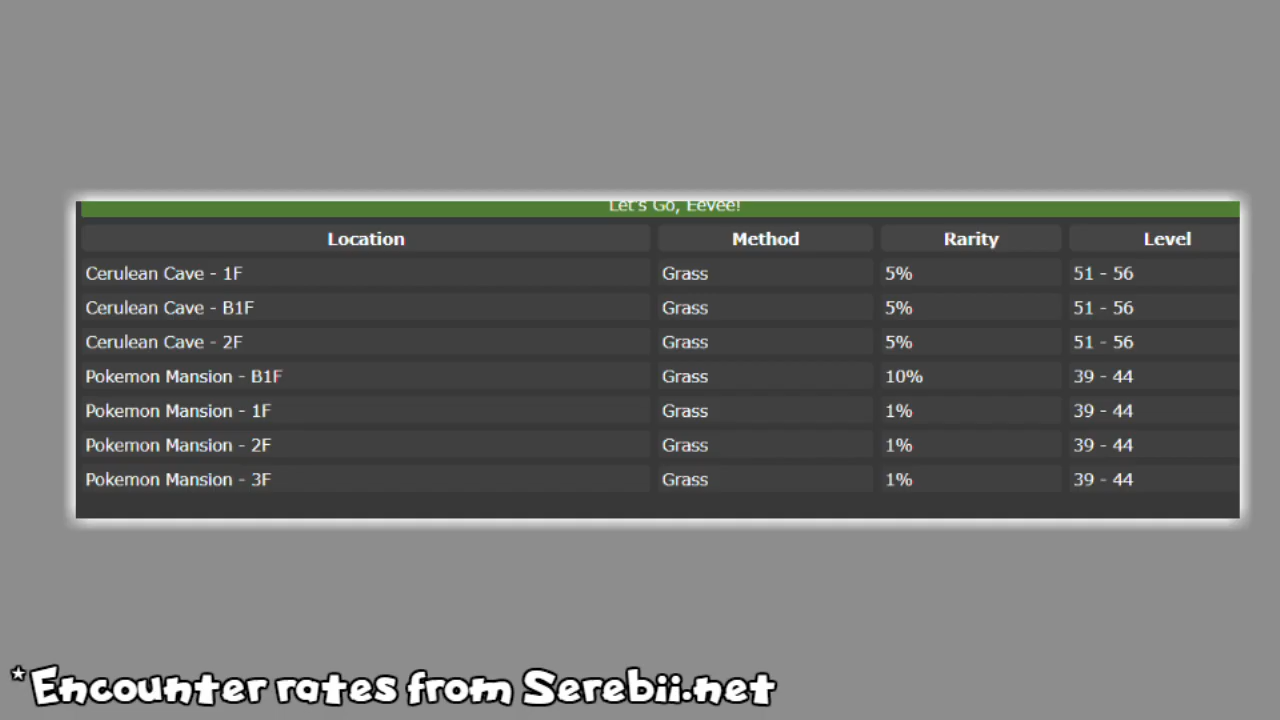 Let's Go, Eevee!
Location Method Rarity Level
Cerulean Cave - 1F Grass 5% 51 - 56
Cerulean Cave - B1F Grass 5% 51 - 56
Cerulean Cave - 2F Grass 5% 51 - 56
Pokemon Mansion - B1F Grass 10% 39 - 44
Pokemon Mansion - 1F Grass 1% 39 - 44
Pokemon Mansion - 2F Grass 1% 39 - 44
Pokemon Mansion - 3F Grass 1% 39 - 44
*Encounter rates from Serebii.net